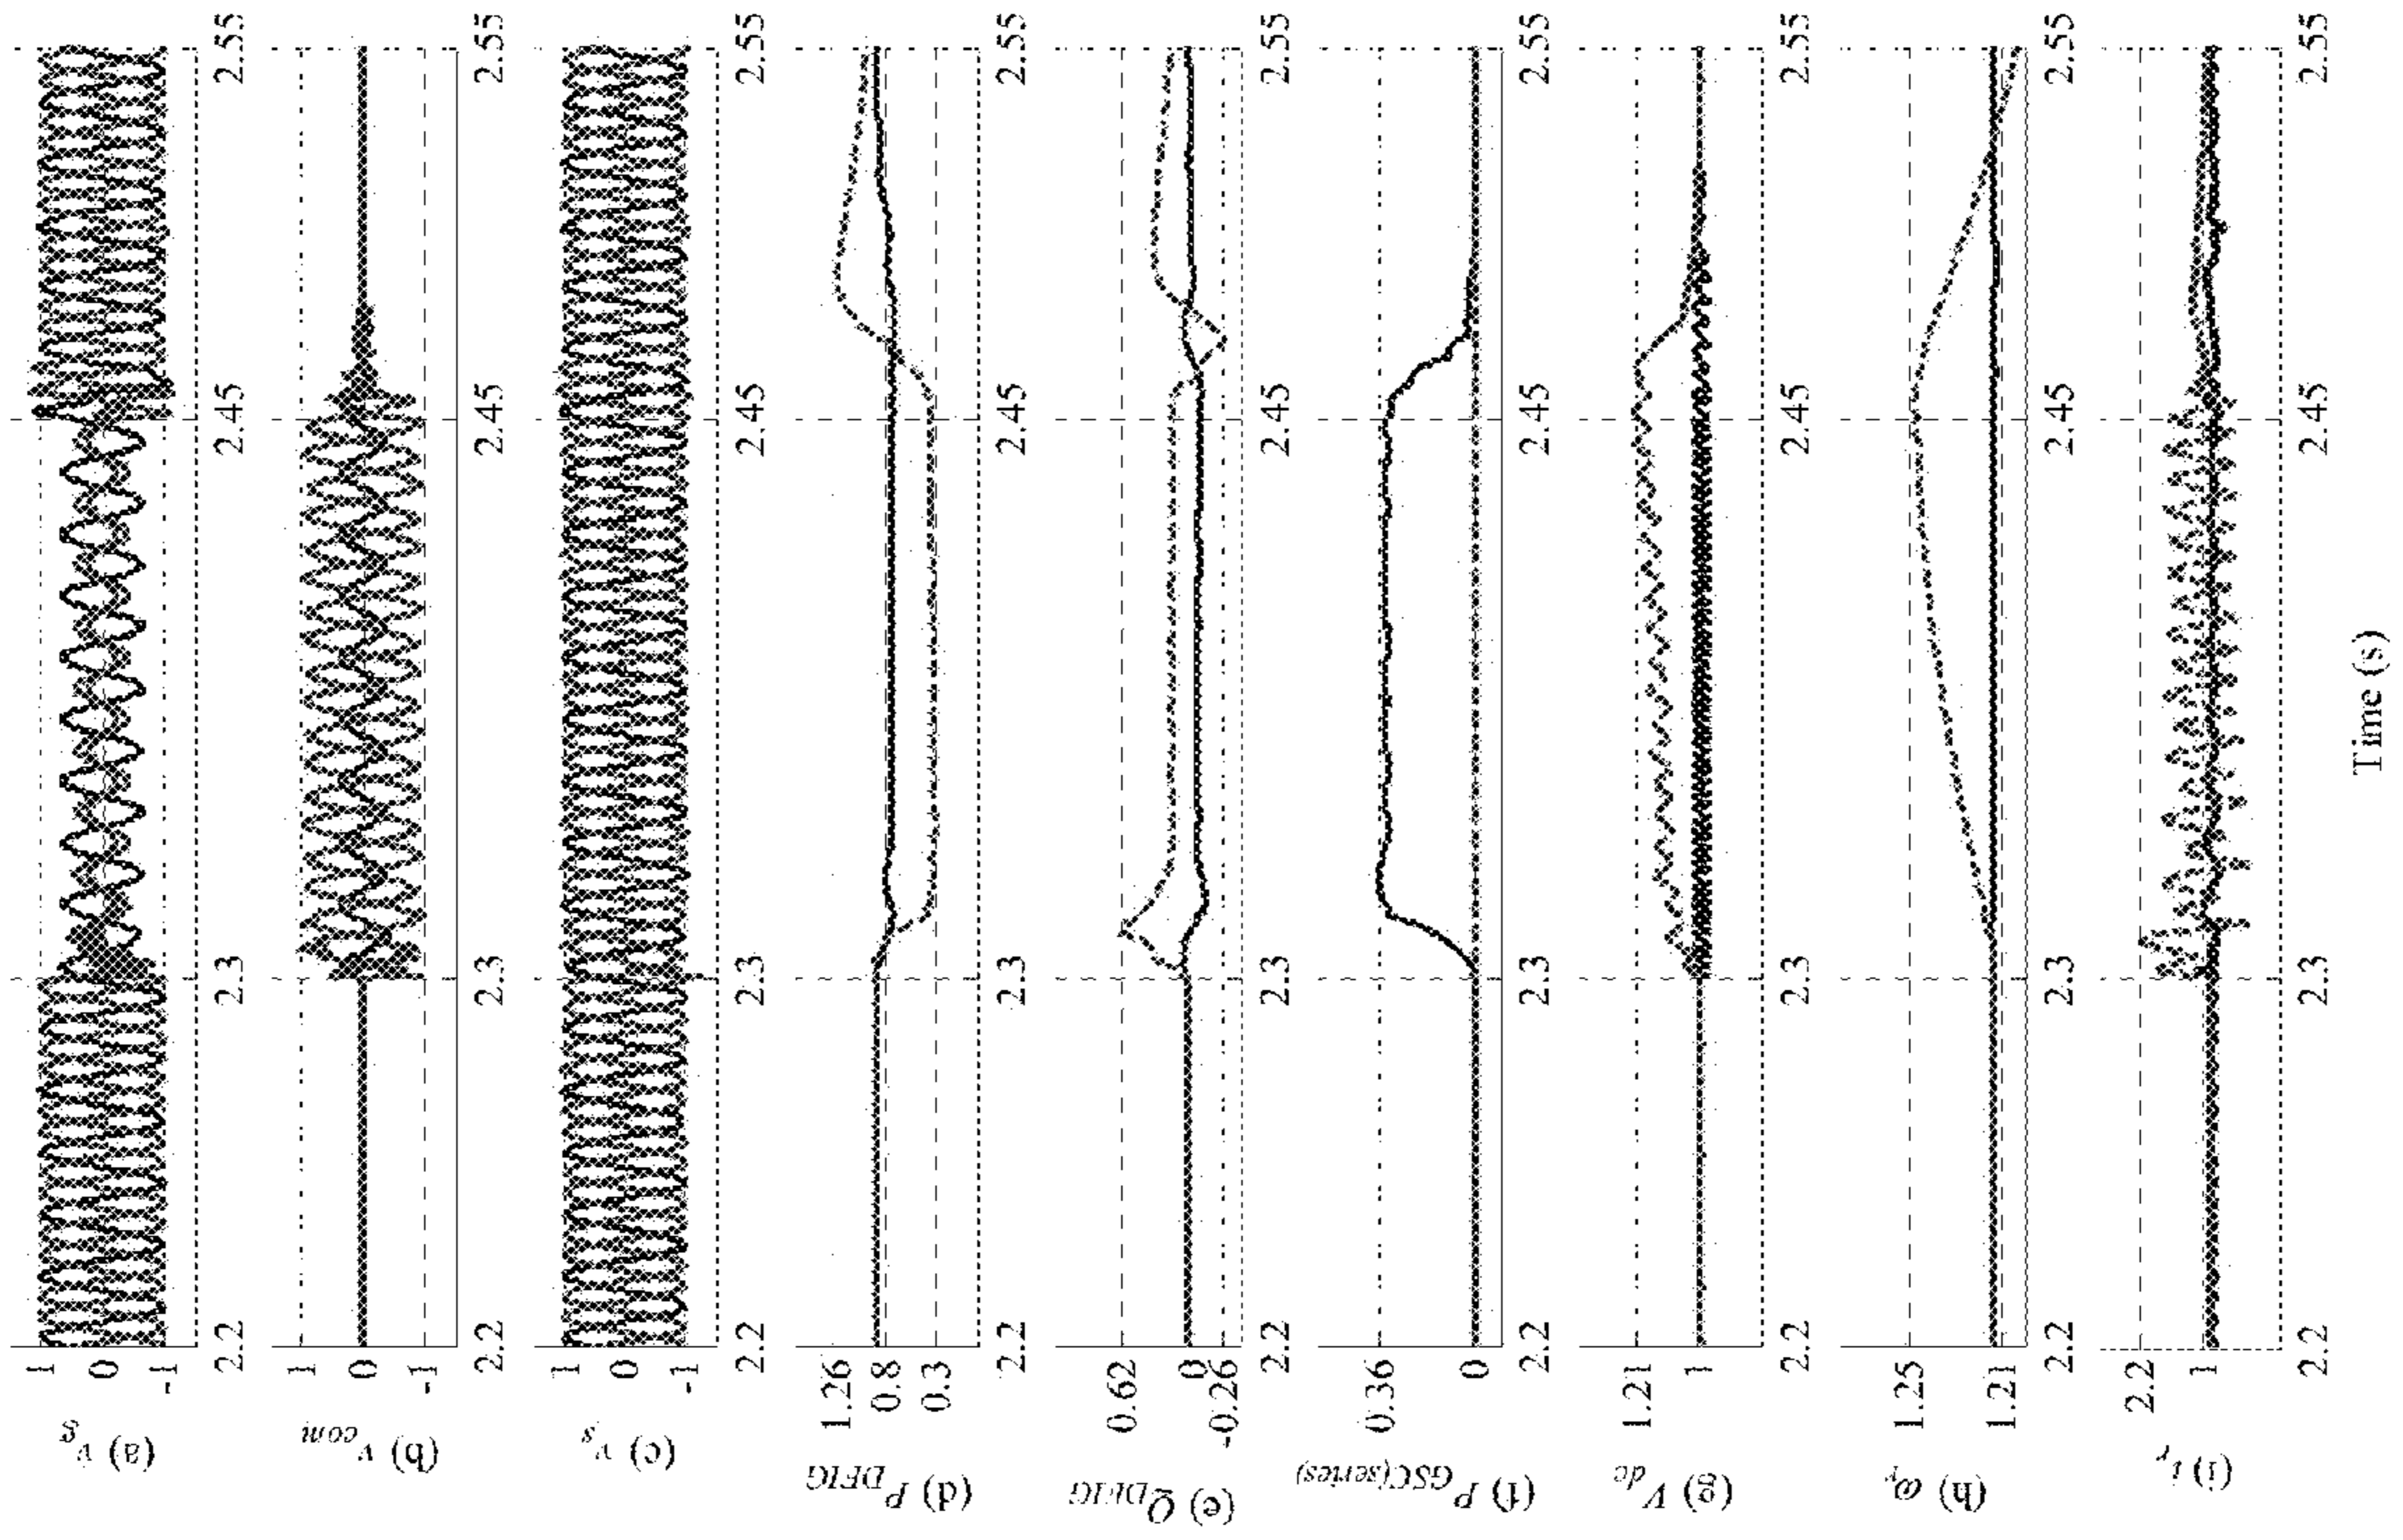 (a) v_g
1
0
-1
2.2 2.3 2.45 2.55
(b) v_com
1
0
-1
2.2 2.3 2.45 2.55
(c) v_s
1
0
-1
2.2 2.3 2.45 2.55
(d) P_DFIG
1.26
0.8
0.3
2.2 2.3 2.45 2.55
(e) Q_DFIG
0.62
0
-0.26
2.2 2.3 2.45 2.55
(f) P_GSC(series)
0.36
0
2.2 2.3 2.45 2.55
(g) V_dc
1.21
1
2.2 2.3 2.45 2.55
(h) ω_r
1.25
1.21
2.2 2.3 2.45 2.55
(i) i_r
2.2
1
2.2 2.3 2.45 2.55
Time (s)